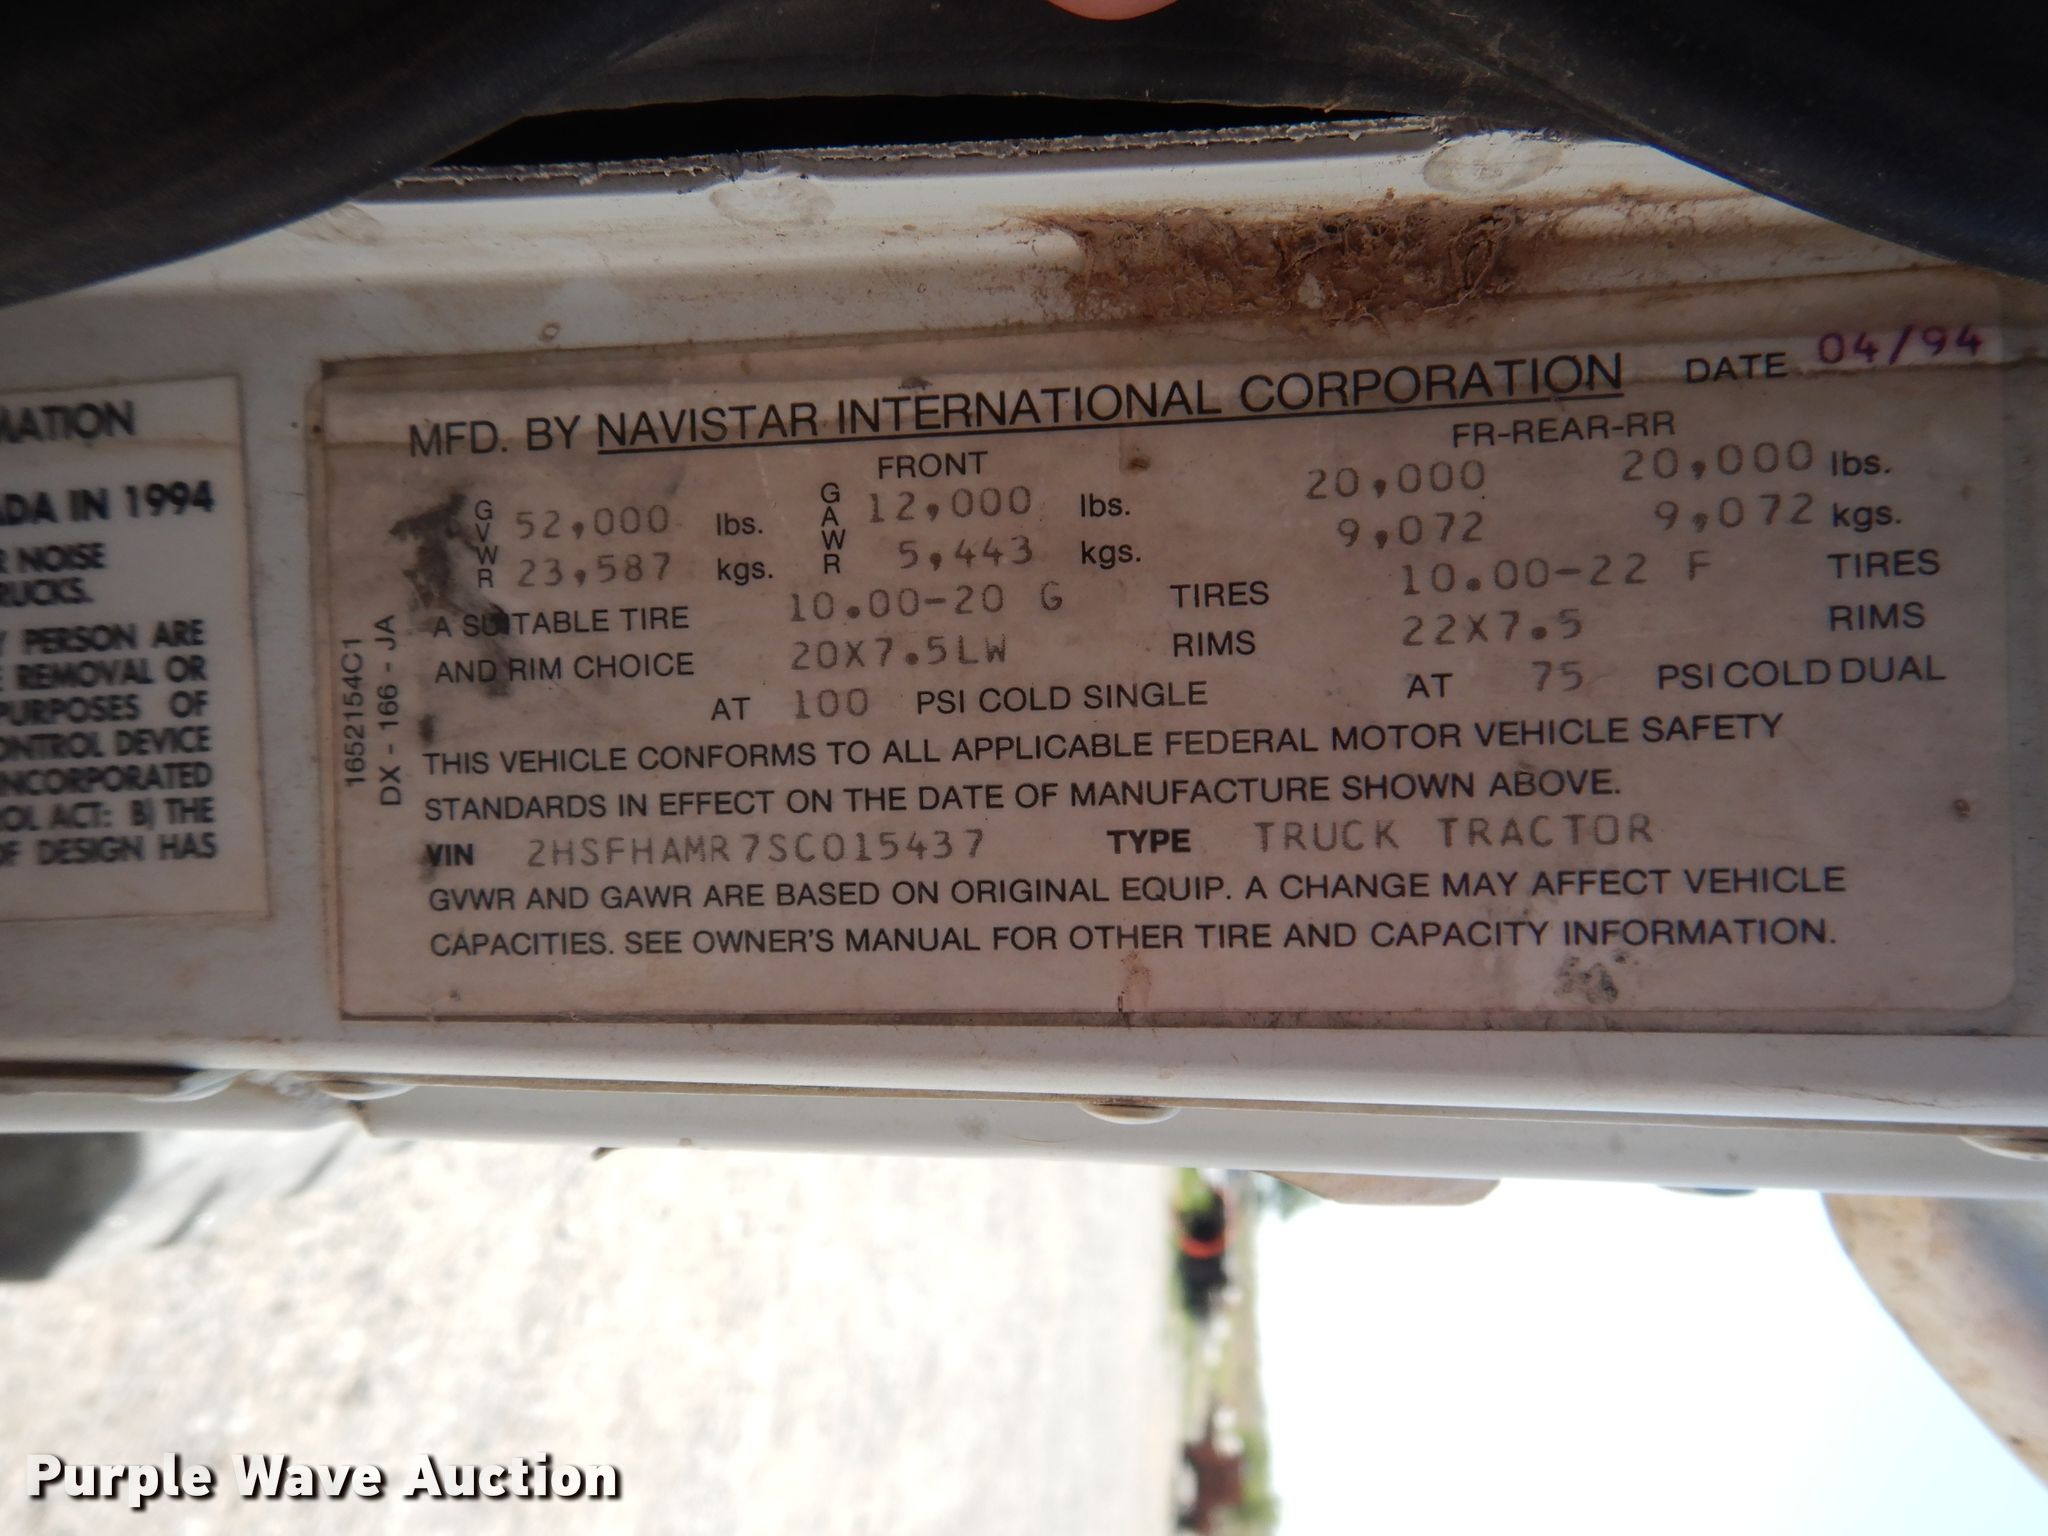 MATION
ADA IN 1994
R NOISE
RUCKS.
Y PERSON ARE
E REMOVAL OR
PURPOSES OF
ONTROL DEVICE
INCORPORATED
OL ACT: B) THE
OF DESIGN HAS
1652154C1
DX - 166 - JA
MFD. BY NAVISTAR INTERNATIONAL CORPORATION DATE 04/94
FRONT FR-REAR-RR
GVWR 52,000 lbs. GAWR 12,000 lbs. 20,000 20,000 lbs.
23,587 kgs. 5,443 kgs. 9,072 9,072 kgs.
A SUITABLE TIRE 10.00-20 G TIRES 10.00-22 F TIRES
AND RIM CHOICE 20X7.5LW RIMS 22X7.5 RIMS
AT 100 PSI COLD SINGLE AT 75 PSI COLD DUAL
THIS VEHICLE CONFORMS TO ALL APPLICABLE FEDERAL MOTOR VEHICLE SAFETY
STANDARDS IN EFFECT ON THE DATE OF MANUFACTURE SHOWN ABOVE.
VIN 2HSFHAMR7SC015437 TYPE TRUCK TRACTOR
GVWR AND GAWR ARE BASED ON ORIGINAL EQUIP. A CHANGE MAY AFFECT VEHICLE
CAPACITIES. SEE OWNER'S MANUAL FOR OTHER TIRE AND CAPACITY INFORMATION.
Purple Wave Auction